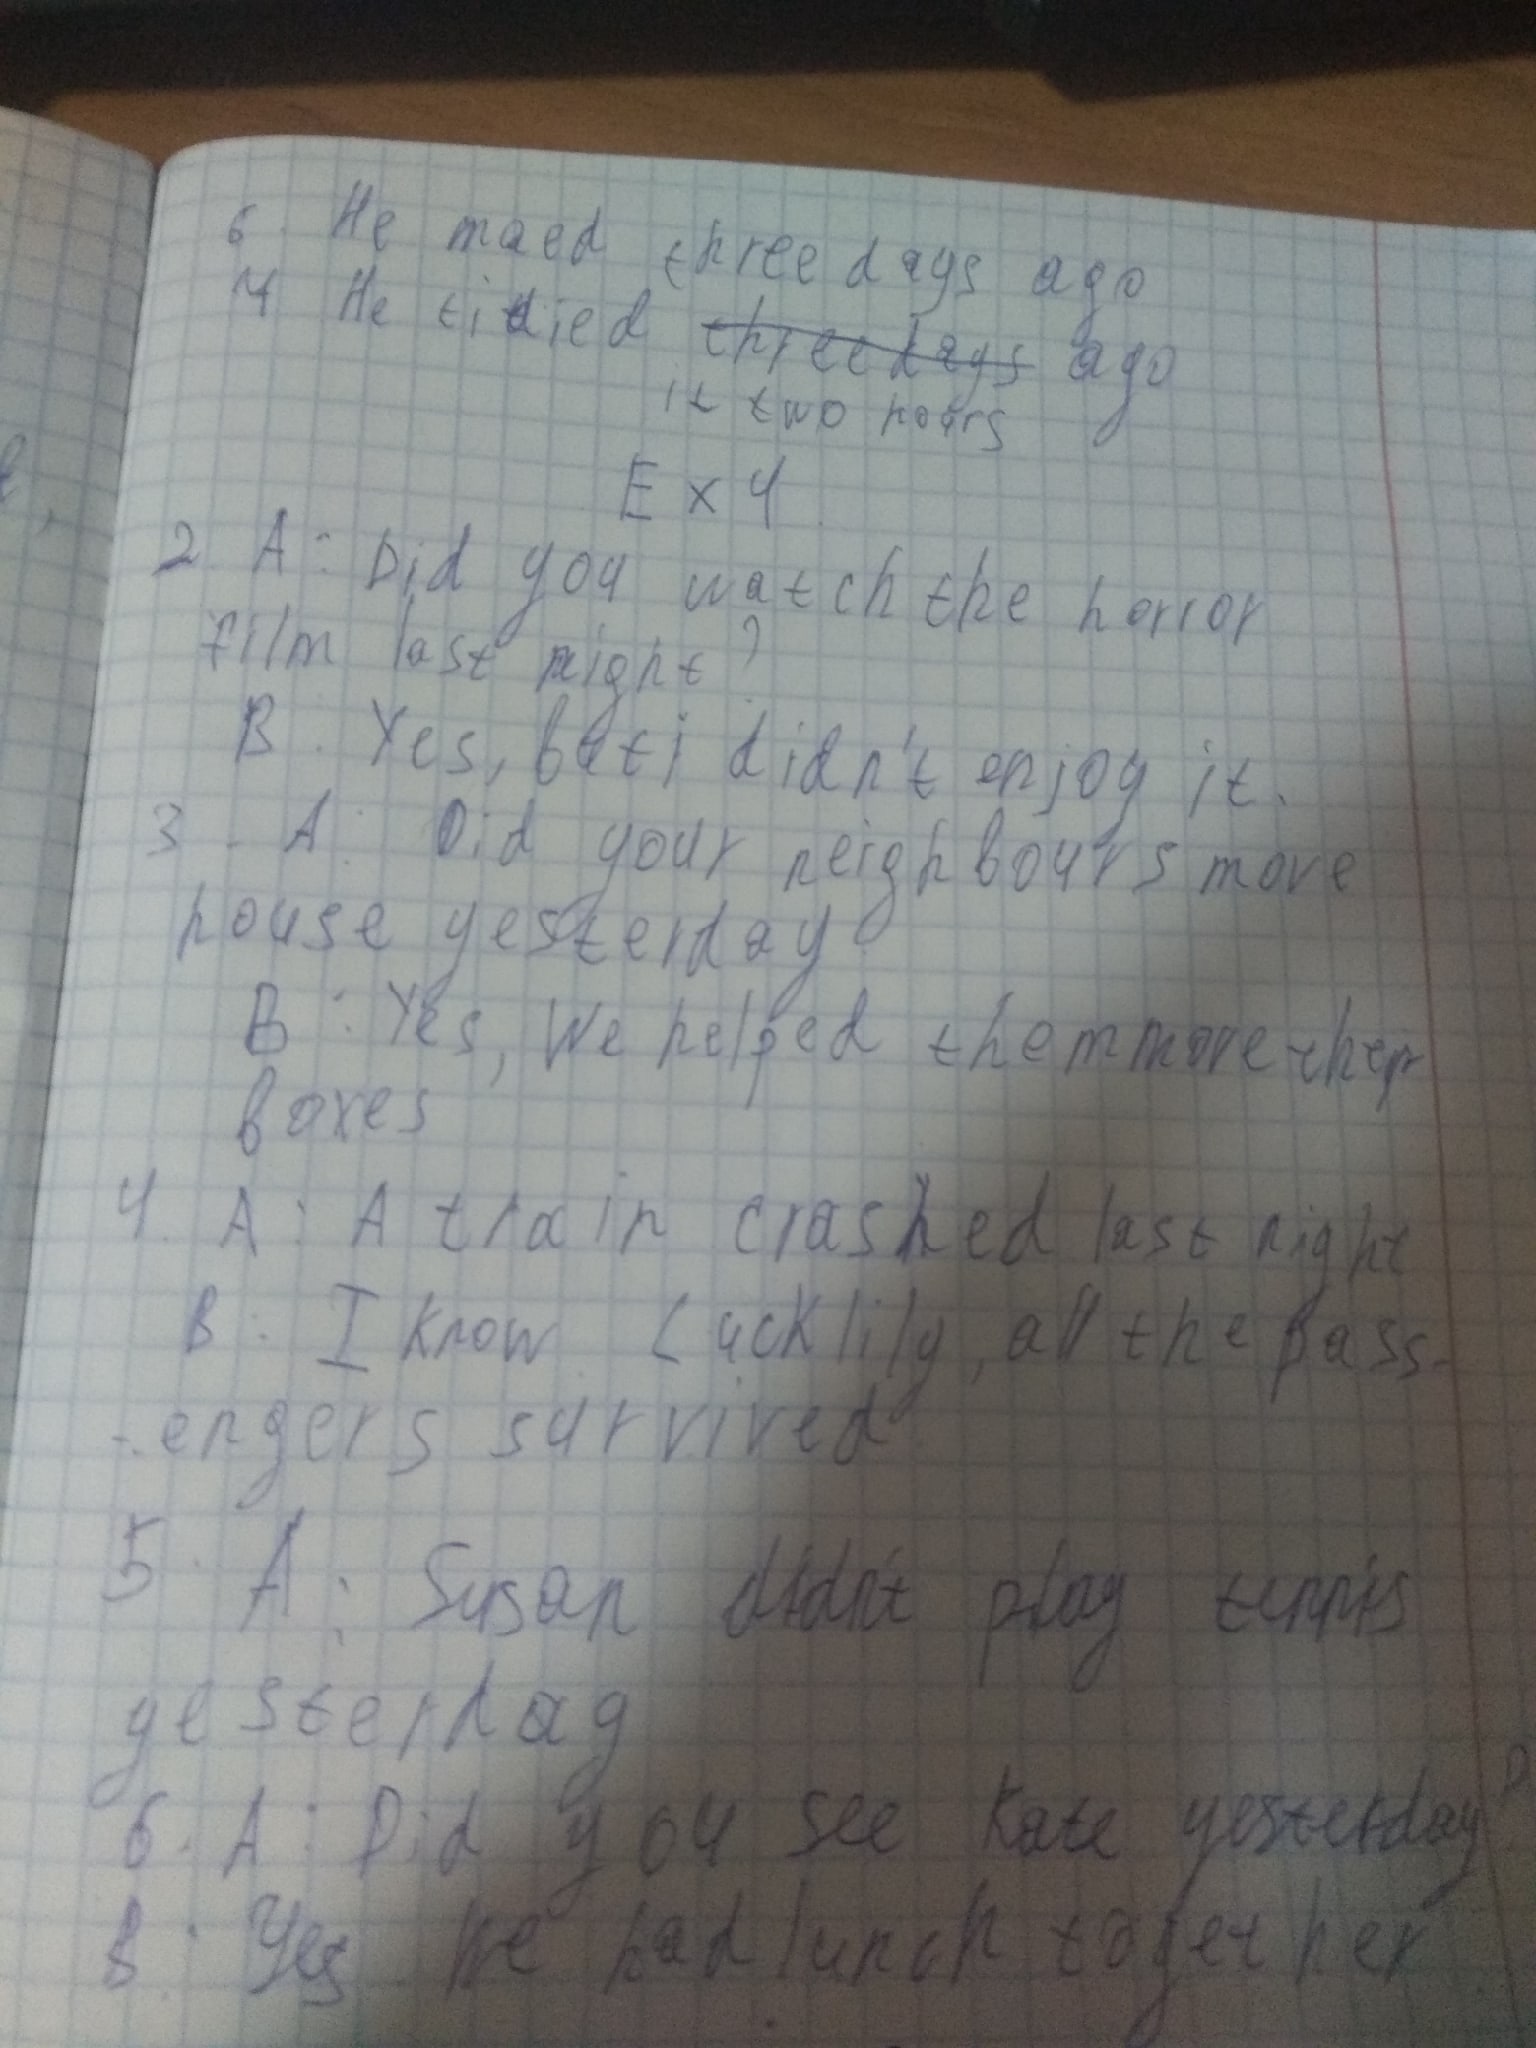 6. He maed three days ago
7 He tidied three days ago
it two hours
Ex 4
2. A: Did you watch the horror
film last night?
B: Yes, but i didn't enjoy it.
3. A: Did your neighbours move
house yesterday?
B: Yes, We helped them move their
boxes
4. A: A train crashed last night
B: I know. Lucklily, all the pass-
-engers survived
5. A: Susan didn't play tennis
yesterday
6. A: Did you see Kate yesterday?
B: Yes We had lunch together